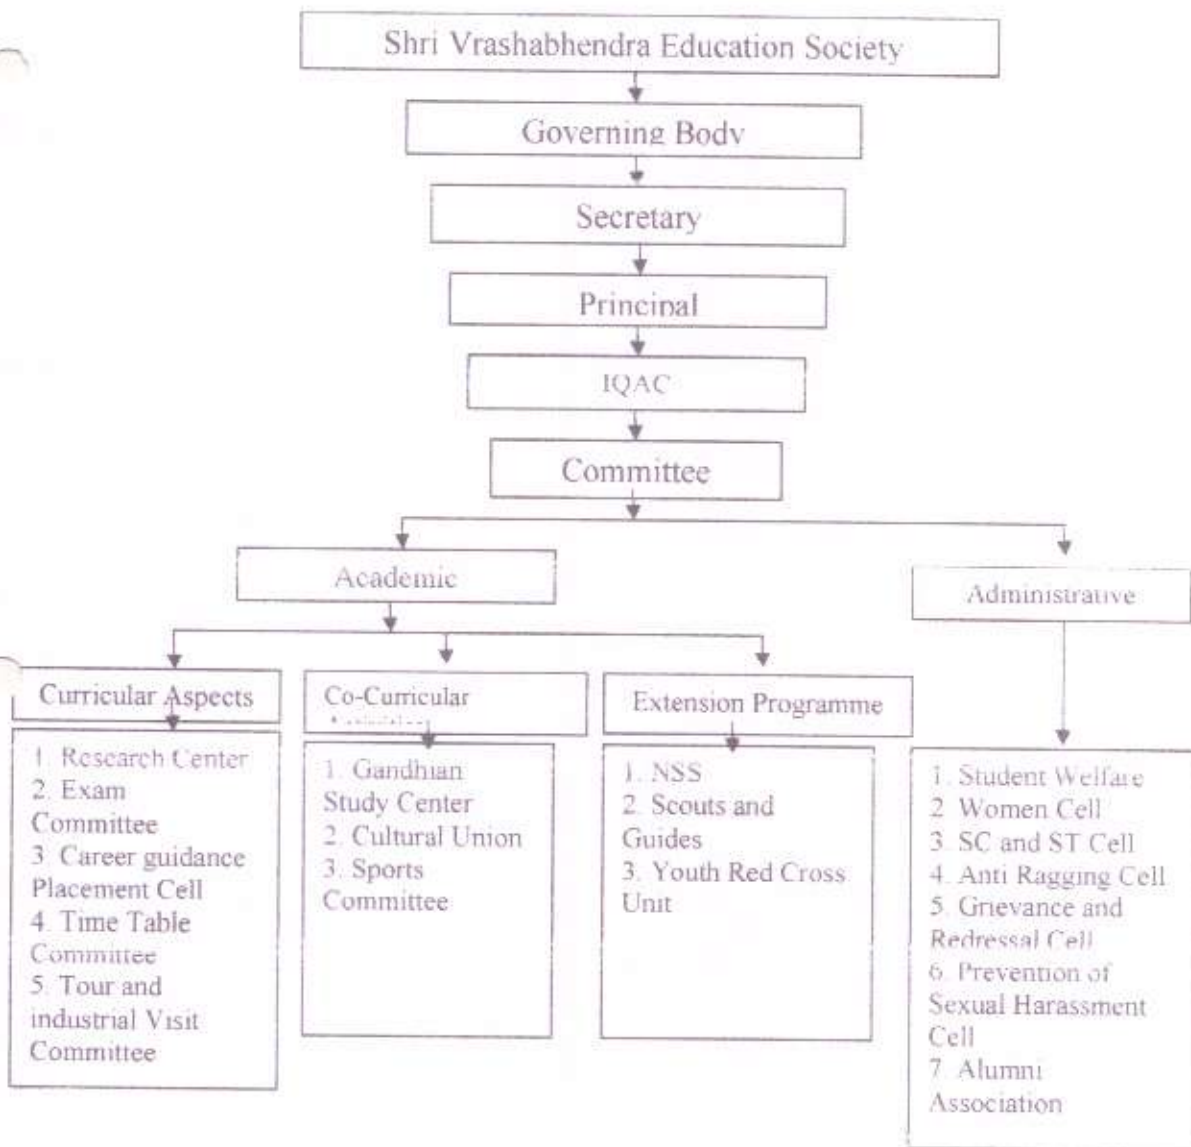 Shri Vrashabhendra Education Society
Governing Body
Secretary
Principal
IQAC
Committee
Academic
Administrative
Curricular Aspects
1. Research Center
2. Exam
Committee
3. Career guidance
Placement Cell
4. Time Table
Committee
5. Tour and
industrial Visit
Committee
Co-Curricular
1. Gandhian
Study Center
2. Cultural Union
3. Sports
Committee
Extension Programme
1. NSS
2. Scouts and
Guides
3. Youth Red Cross
Unit
1. Student Welfare
2 Women Cell
3. SC and ST Cell
4. Anti Ragging Cell
5. Grievance and
Redressal Cell
6. Prevention of
Sexual Harassment
Cell
7. Alumni
Association